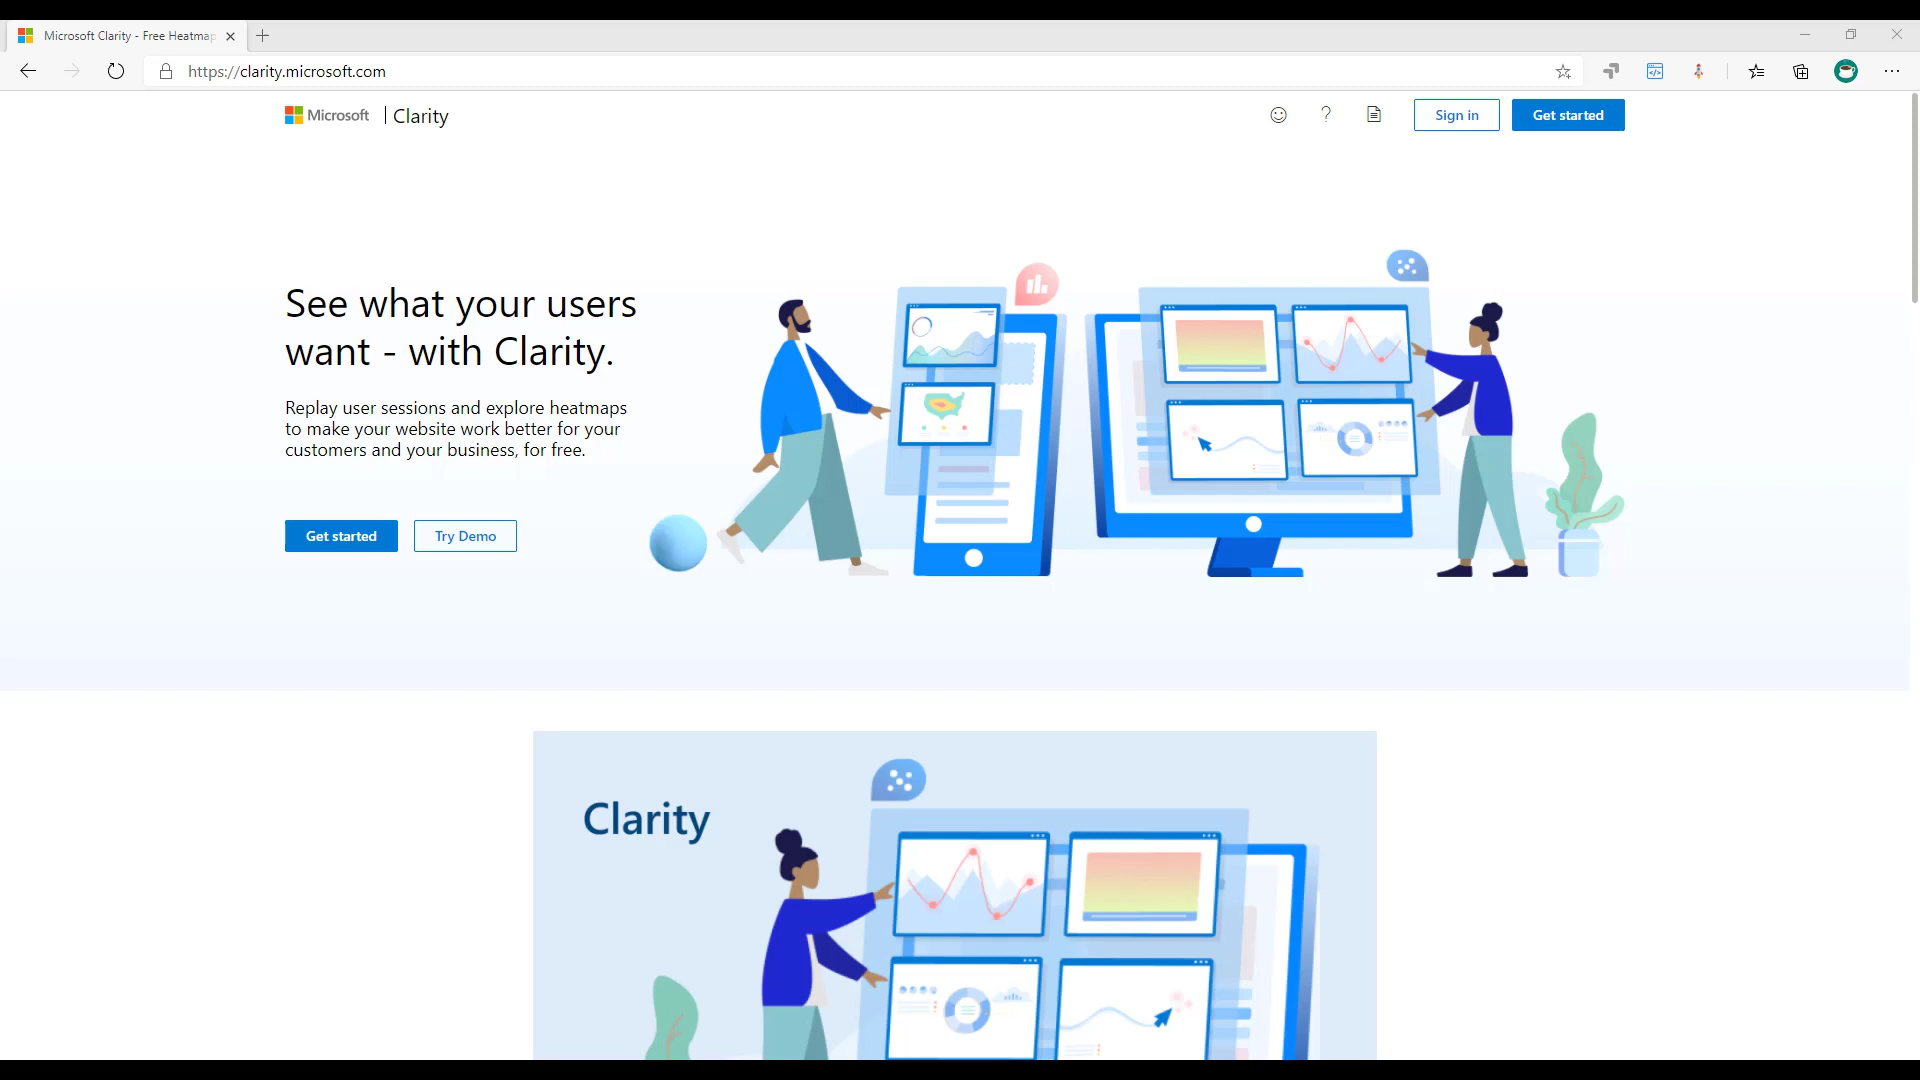 Microsoft Clarity - Free Heatmap
https://clarity.microsoft.com
Microsoft | Clarity
Sign in
Get started
See what your users
want - with Clarity.
Replay user sessions and explore heatmaps
to make your website work better for your
customers and your business, for free.
Get started
Try Demo
Clarity